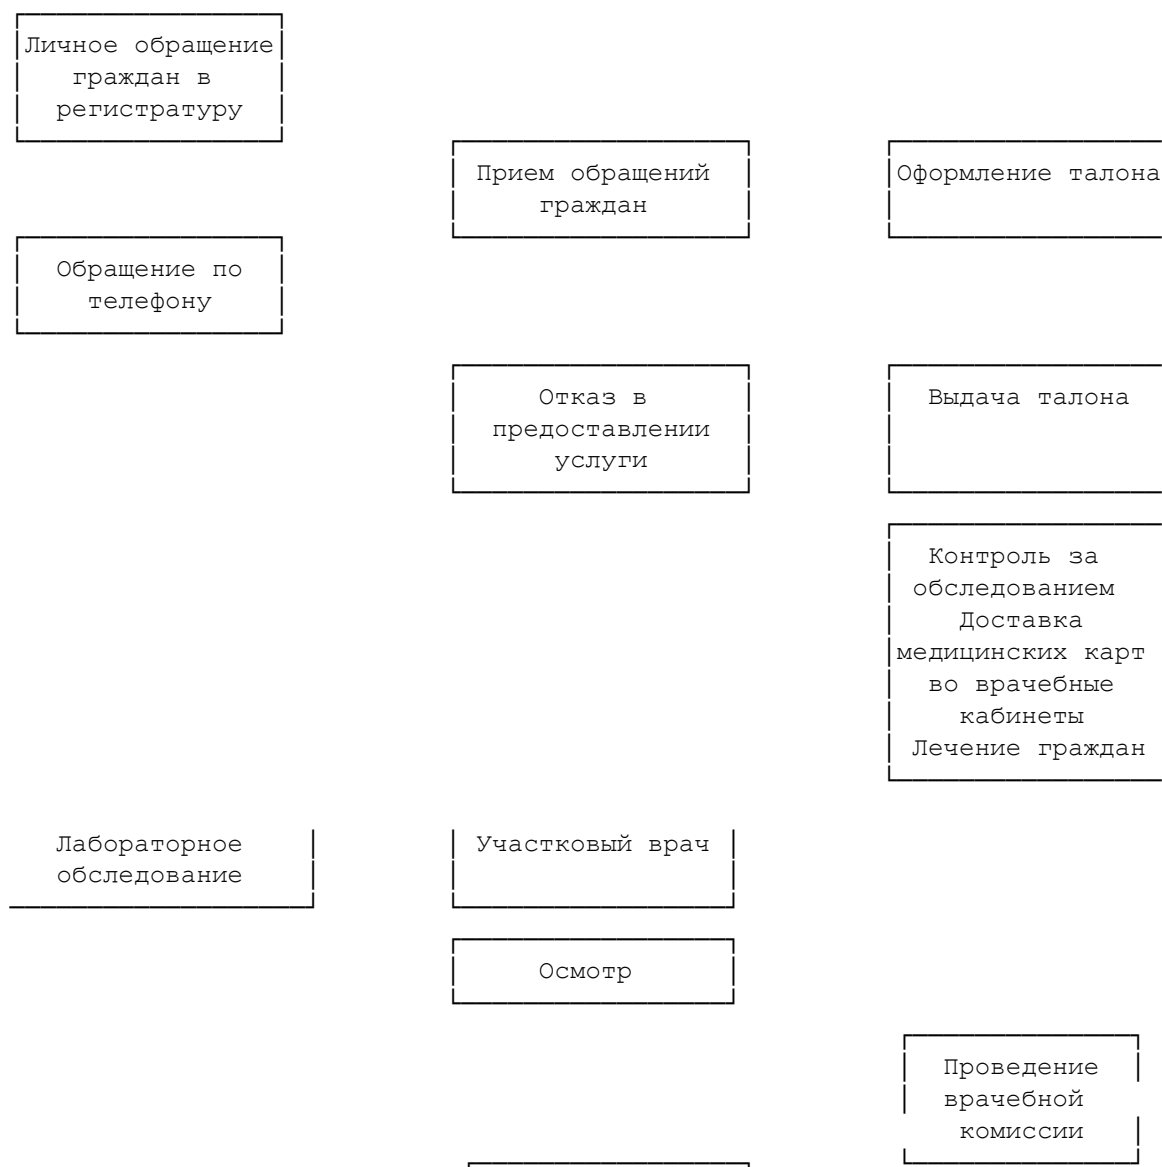 Личное обращение
граждан в
регистратуру
Прием обращений
граждан
Оформление талона
Обращение по
телефону
Отказ в
предоставлении
услуги
Выдача талона
Контроль за
обследованием
Доставка
медицинских карт
во врачебные
кабинеты
Лечение граждан
Лабораторное
обследование
Участковый врач
Осмотр
Проведение
врачебной
комиссии